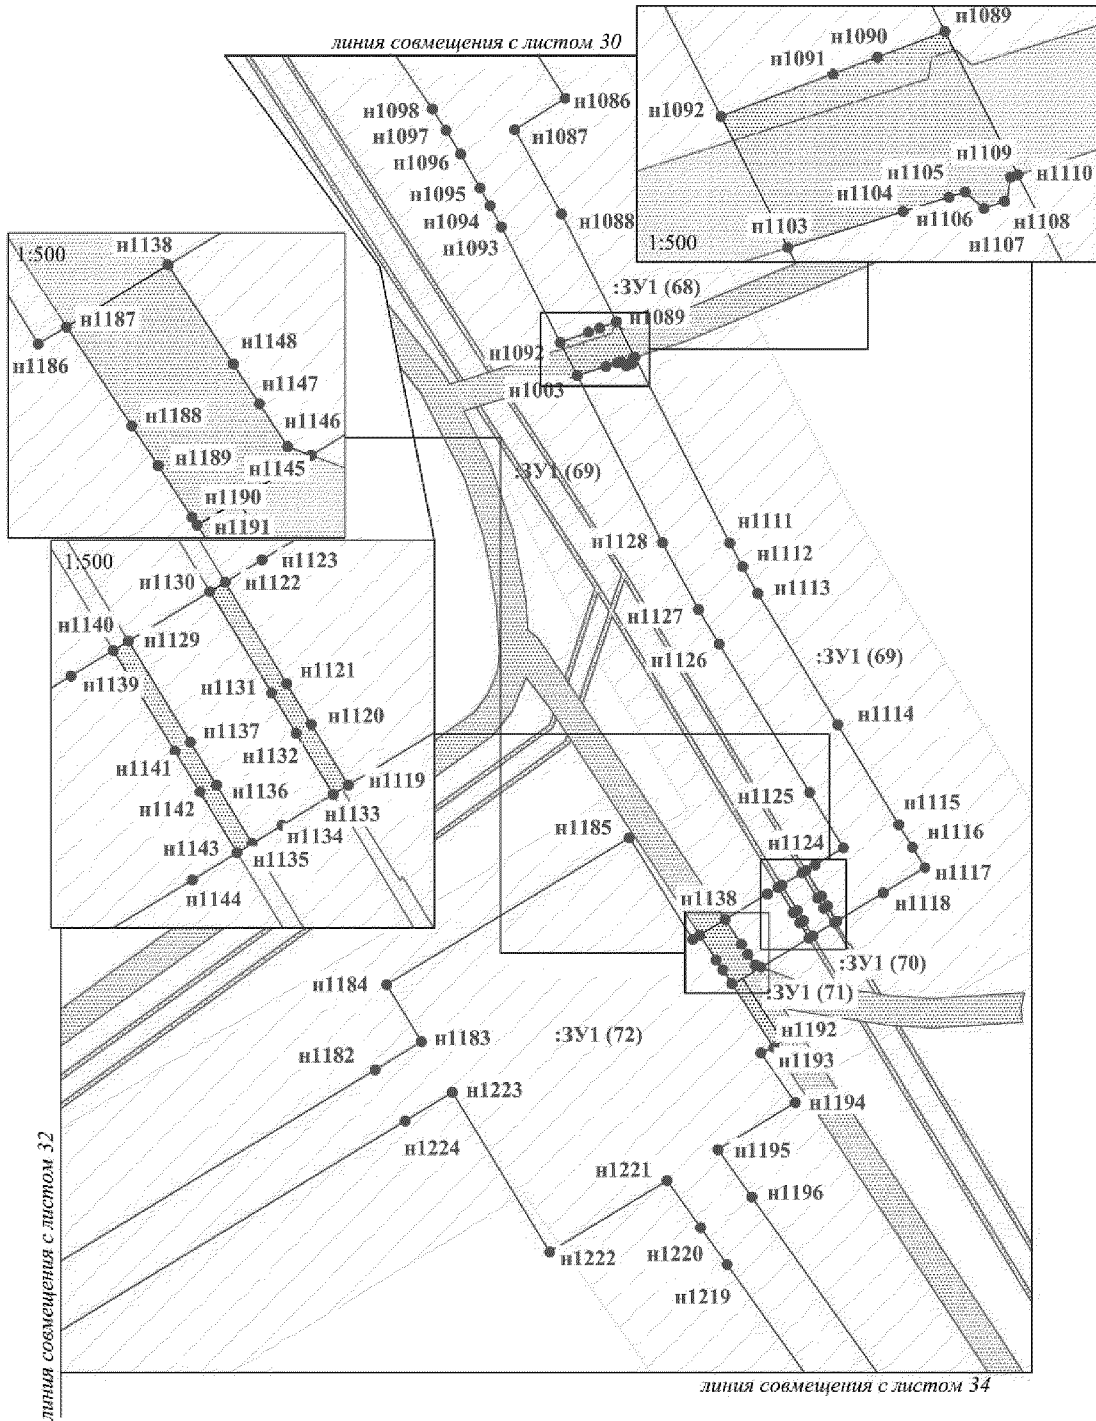 линия совмещения с листом 30
н1089
н1090
н1091
н1092
н1109
н1105
н1110
н1104
н1106
н1108
н1103
н1107
1:500
н1086
н1098
н1087
н1097
н1096
н1095
н1094
н1088
н1093
:ЗУ1 (68)
н1089
н1092
н1003
1:500
н1138
н1187
н1186
н1148
н1147
н1188
н1146
н1189
н1145
н1190
н1191
:ЗУ1 (69)
1:500
н1123
н1130
н1122
н1140
н1129
н1139
н1121
н1131
н1137
н1120
н1141
н1132
н1136
н1119
н1142
н1133
н1134
н1143
н1135
н1144
н1128
н1111
н1112
н1113
н1127
н1126
:ЗУ1 (69)
н1114
н1125
н1115
н1185
н1124
н1116
н1117
н1138
н1118
:ЗУ1 (70)
н1184
:ЗУ1 (71)
н1183
:ЗУ1 (72)
н1192
н1182
н1193
н1223
н1194
н1224
н1195
н1221
н1196
н1220
н1222
н1219
линия совмещения с листом 32
линия совмещения с листом 34